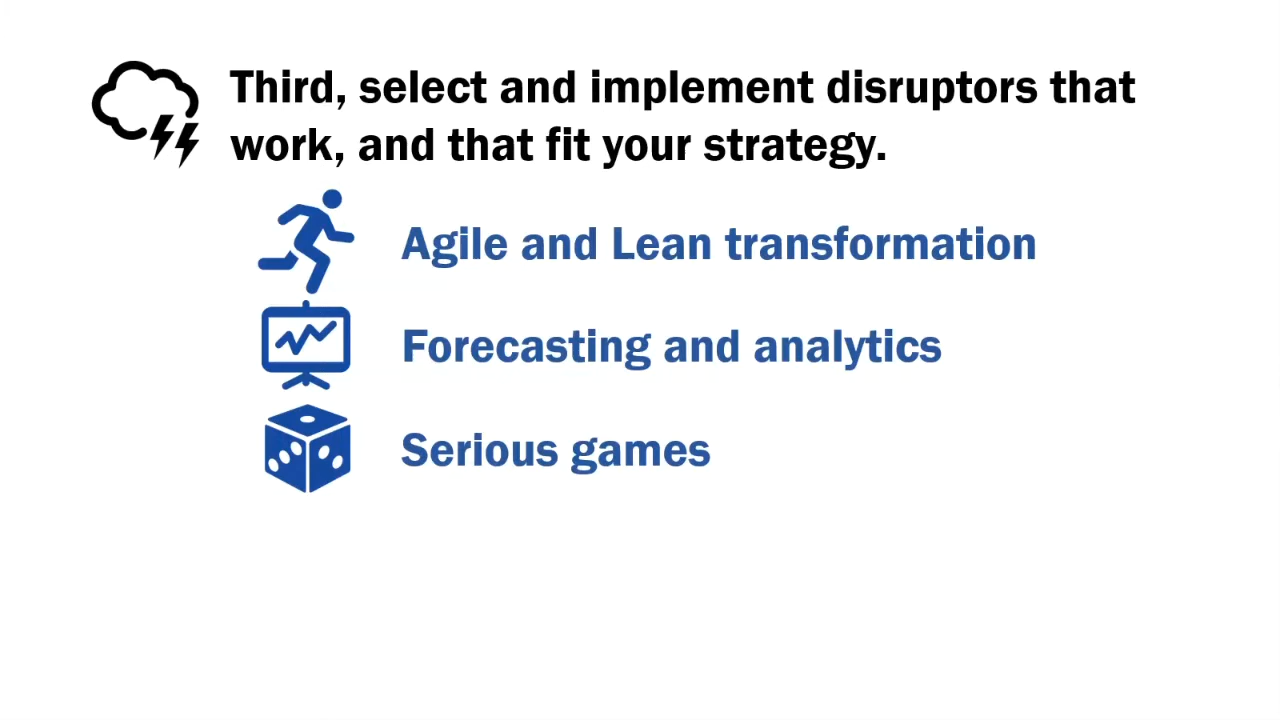 Third, select and implement disruptors that
work, and that fit your strategy.
Agile and Lean transformation
Forecasting and analytics
Serious games